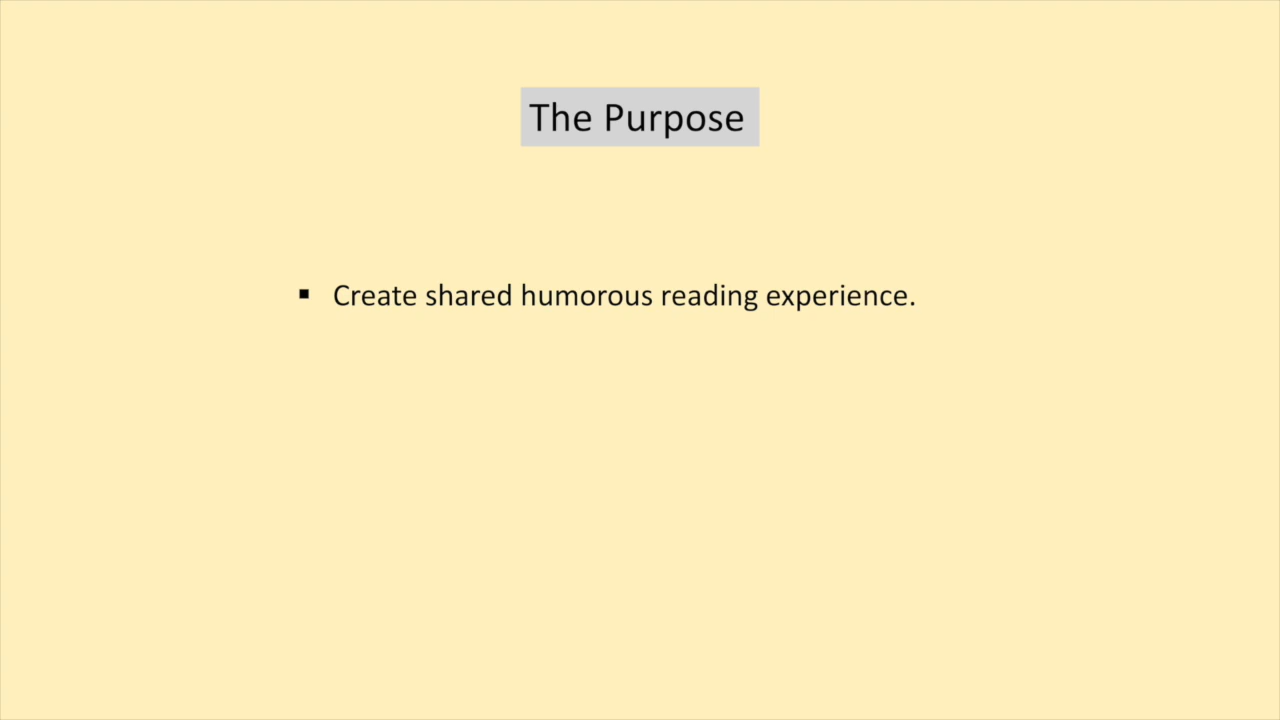 The Purpose
▪ Create shared humorous reading experience.